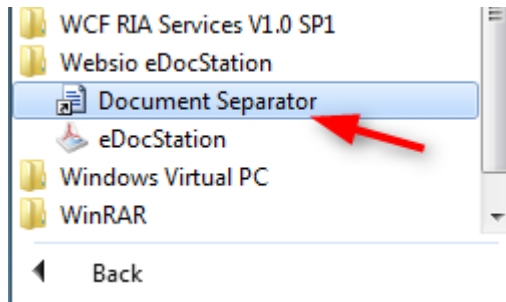 WCF RIA Services V1.0 SP1
Websio eDocStation
Document Separator
eDocStation
Windows Virtual PC
WinRAR
Back